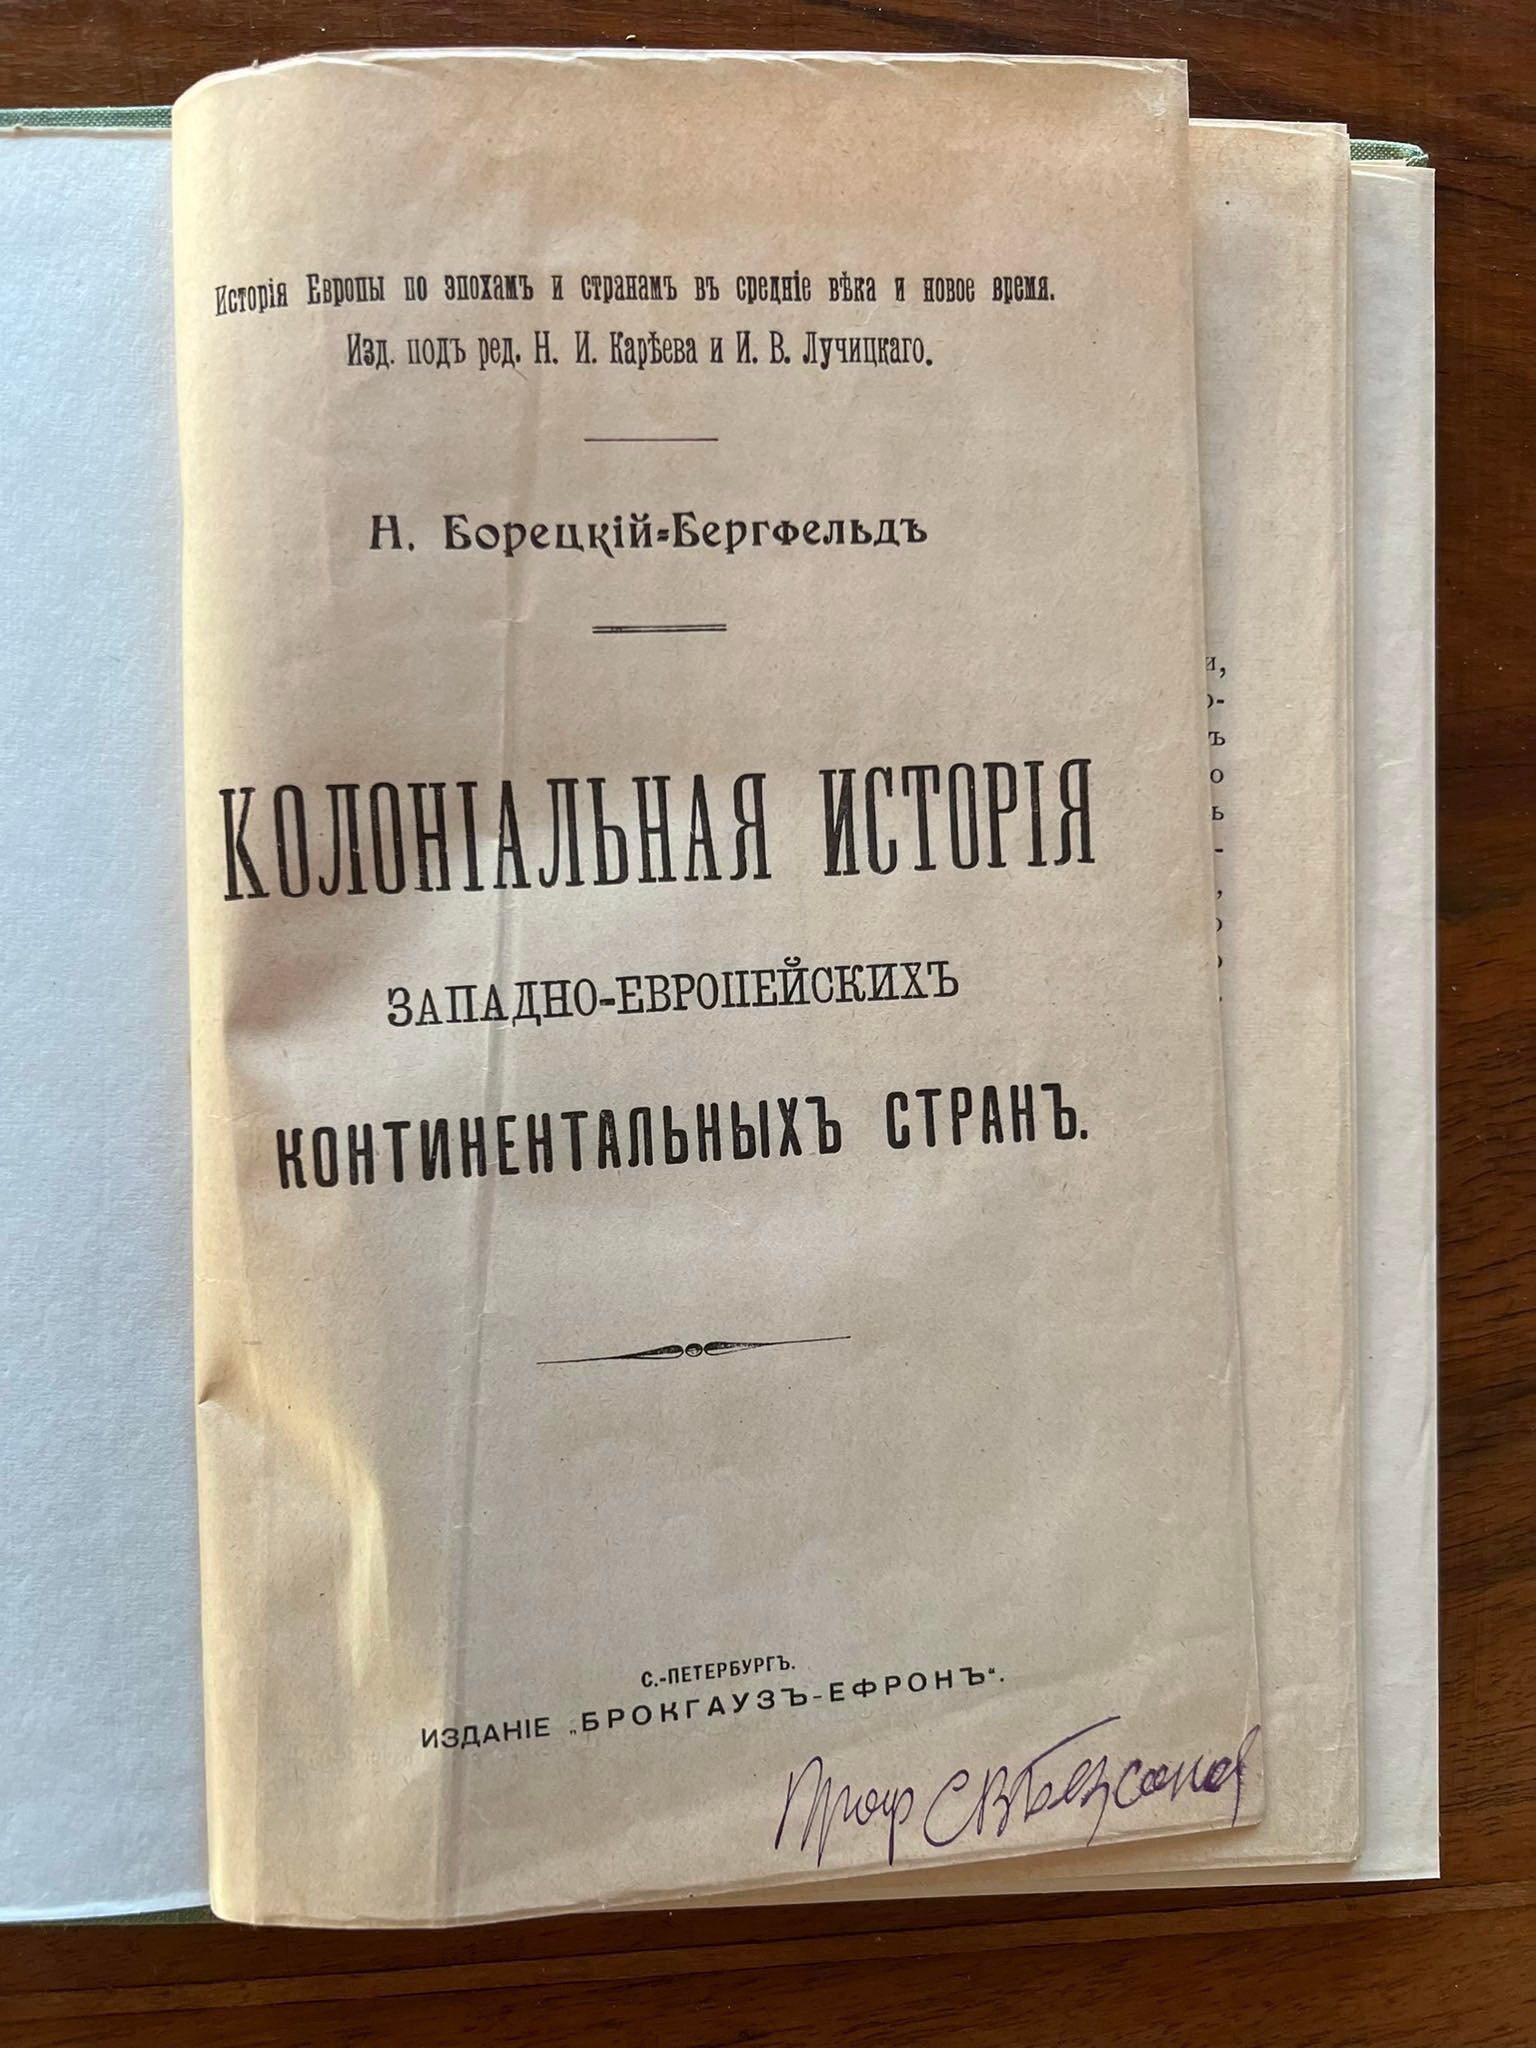 Исторія Европы по эпохамъ и странамъ въ средніе вѣка и новое время.
Изд. подъ ред. Н. И. Карѣева и И. В. Лучицкаго.
Н. Борецкій-Бергфельдъ
КОЛОНІАЛЬНАЯ ИСТОРІЯ
ЗАПАДНО-ЕВРОПЕЙСКИХЪ
КОНТИНЕНТАЛЬНЫХЪ СТРАНЪ.
С.-ПЕТЕРБУРГЪ.
ИЗДАНІЕ „БРОКГАУЗЪ-ЕФРОНЪ“.
Проф